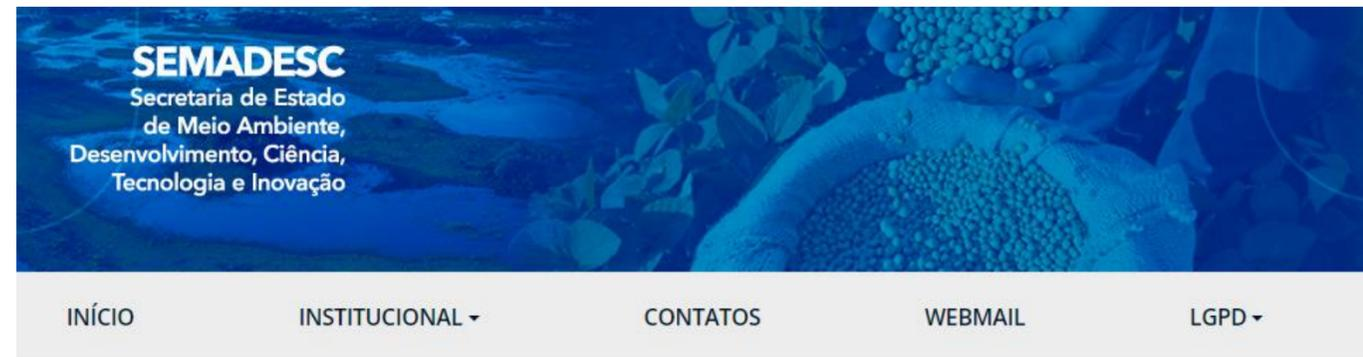 SEMADESC
Secretaria de Estado
de Meio Ambiente,
Desenvolvimento, Ciência,
Tecnologia e Inovação
INÍCIO INSTITUCIONAL CONTATOS WEBMAIL LGPD